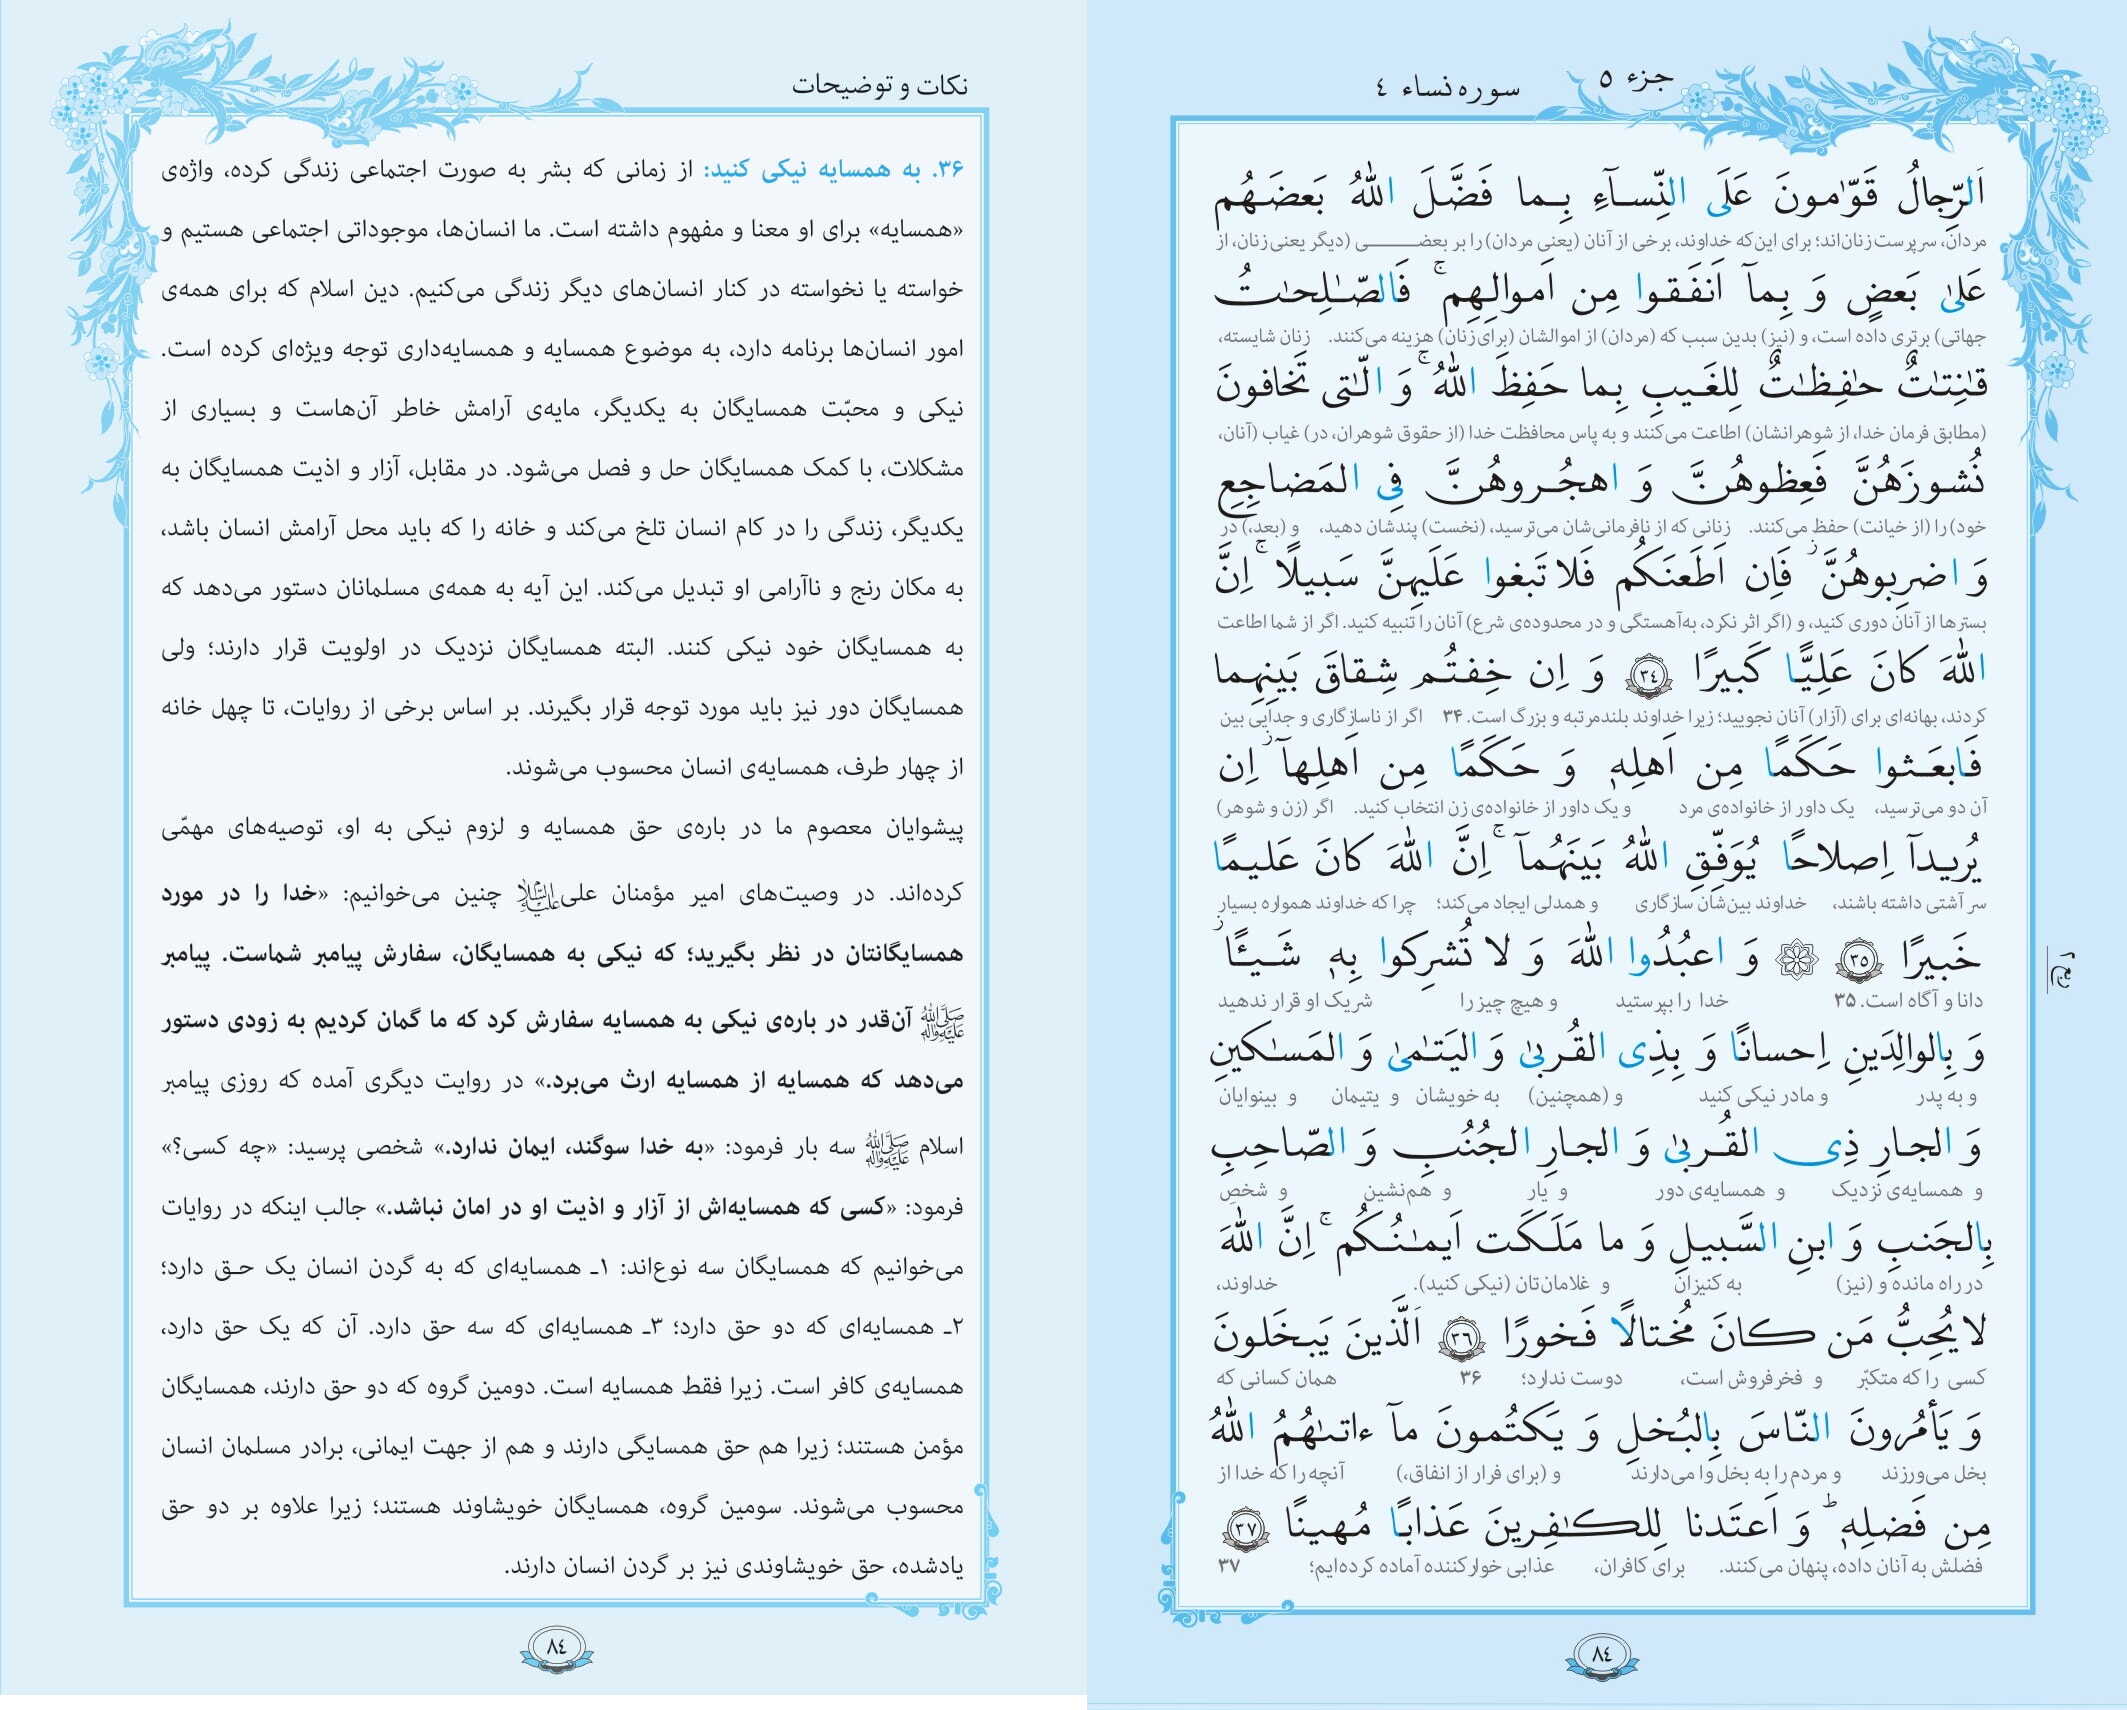 جزء ٥
سوره نساء ٤
اَلرِّجالُ قَوّٰمونَ عَلَى النِّسآءِ بِما فَضَّلَ اللّٰهُ بَعضَهُم
مردان، سرپرست زنان‌اند؛ برای این‌که خداوند، برخی از آنان (یعنی مردان) را بر بعضی (دیگر یعنی زنان، از
عَلىٰ بَعضٍ وَ بِمآ اَنفَقوا مِن اَموالِهِم ۚ فَالصّٰلِحٰتُ
جهاتی) برتری داده است، و (نیز) بدین سبب که (مردان) از اموالشان (برای زنان) هزینه می‌کنند. زنان شایسته،
قٰنِتٰتٌ حٰفِظٰتٌ لِلغَيبِ بِما حَفِظَ اللّٰهُ ۚ وَ الّٰتى تَخافونَ
(مطابق فرمان خدا، از شوهرانشان) اطاعت می‌کنند و به پاس محافظت خدا (از حقوق شوهران، در) غیاب (آنان،
نُشوزَهُنَّ فَعِظوهُنَّ وَ اهجُروهُنَّ فِى المَضاجِعِ
خود) را (از خیانت) حفظ می‌کنند. زنانی که از نافرمانی‌شان می‌ترسید، (نخست) پندشان دهید، و (بعد،) در
وَ اضرِبوهُنَّ ۖ فَاِن اَطَعنَكُم فَلا تَبغوا عَلَيهِنَّ سَبيلًا ۚ اِنَّ
بسترها از آنان دوری کنید، و (اگر اثر نکرد، به‌آهستگی و در محدوده‌ی شرع) آنان را تنبیه کنید. اگر از شما اطاعت
اللّٰهَ كانَ عَلِيًّا كَبيرًا ٣٤ وَ اِن خِفتُم شِقاقَ بَينِهِما
کردند، بهانه‌ای برای (آزار) آنان نجویید؛ زیرا خداوند بلندمرتبه و بزرگ است. ۳۴ اگر از ناسازگاری و جدایی بین
فَابعَثوا حَكَمًا مِن اَهلِهٖ وَ حَكَمًا مِن اَهلِهآ ۖ اِن
آن دو می‌ترسید، یک داور از خانواده‌ی مرد و یک داور از خانواده‌ی زن انتخاب کنید. اگر (زن و شوهر)
يُريدآ اِصلاحًا يُوَفِّقِ اللّٰهُ بَينَهُمآ ۚ اِنَّ اللّٰهَ كانَ عَليمًا
سر آشتی داشته باشند، خداوند بین‌شان سازگاری و همدلی ایجاد می‌کند؛ چرا که خداوند همواره بسیار
خَبيرًا ٣٥ وَ اعبُدُوا اللّٰهَ وَ لا تُشرِكوا بِهٖ شَيـًٔا ۖ
دانا و آگاه است. ۳۵ خدا را بپرستید و هیچ چیز را شریک او قرار ندهید
وَ بِالوالِدَينِ اِحسانًا وَ بِذِى القُربىٰ وَ اليَتٰمىٰ وَ المَسٰكينِ
و به پدر و مادر نیکی کنید و (همچنین) به خویشان و یتیمان و بینوایان
وَ الجارِ ذِى القُربىٰ وَ الجارِ الجُنُبِ وَ الصّاحِبِ
و همسایه‌ی نزدیک و همسایه‌ی دور و یار و هم‌نشین و شخص
بِالجَنبِ وَ ابنِ السَّبيلِ وَ ما مَلَكَت اَيمٰنُكُم ۚ اِنَّ اللّٰهَ
در راه مانده و (نیز) به کنیزان و غلامان‌تان (نیکی کنید). خداوند،
لا يُحِبُّ مَن كانَ مُختالًا فَخورًا ٣٦ اَلَّذينَ يَبخَلونَ
کسی را که متکبّر و فخرفروش است، دوست ندارد؛ ۳۶ همان کسانی که
وَ يَأمُرونَ النّاسَ بِالبُخلِ وَ يَكتُمونَ مآ ءاتىٰهُمُ اللّٰهُ
بخل می‌ورزند و مردم را به بخل وا می‌دارند و (برای فرار از انفاق،) آنچه را که خدا از
مِن فَضلِهٖ ۗ وَ اَعتَدنا لِلكٰفِرينَ عَذابًا مُهينًا ٣٧
فضلش به آنان داده، پنهان می‌کنند. برای کافران، عذابی خوارکننده آماده کرده‌ایم؛ ۳۷
٨٤
نکات و توضیحات
۳۶. به همسایه نیکی کنید: از زمانی که بشر به صورت اجتماعی زندگی کرده، واژه‌ی
«همسایه» برای او معنا و مفهوم داشته است. ما انسان‌ها، موجوداتی اجتماعی هستیم و
خواسته یا نخواسته در کنار انسان‌های دیگر زندگی می‌کنیم. دین اسلام که برای همه‌ی
امور انسان‌ها برنامه دارد، به موضوع همسایه و همسایه‌داری توجه ویژه‌ای کرده است.
نیکی و محبّت همسایگان به یکدیگر، مایه‌ی آرامش خاطر آن‌هاست و بسیاری از
مشکلات، با کمک همسایگان حل و فصل می‌شود. در مقابل، آزار و اذیت همسایگان به
یکدیگر، زندگی را در کام انسان تلخ می‌کند و خانه را که باید محل آرامش انسان باشد،
به مکان رنج و ناآرامی او تبدیل می‌کند. این آیه به همه‌ی مسلمانان دستور می‌دهد که
به همسایگان خود نیکی کنند. البته همسایگان نزدیک در اولویت قرار دارند؛ ولی
همسایگان دور نیز باید مورد توجه قرار بگیرند. بر اساس برخی از روایات، تا چهل خانه
از چهار طرف، همسایه‌ی انسان محسوب می‌شوند.
پیشوایان معصوم ما در باره‌ی حق همسایه و لزوم نیکی به او، توصیه‌های مهمّی
کرده‌اند. در وصیت‌های امیر مؤمنان علی علیه‌السلام چنین می‌خوانیم: «خدا را در مورد
همسایگانتان در نظر بگیرید؛ که نیکی به همسایگان، سفارش پیامبر شماست. پیامبر
صلی‌الله‌علیه‌وآله آن‌قدر در باره‌ی نیکی به همسایه سفارش کرد که ما گمان کردیم به زودی دستور
می‌دهد که همسایه از همسایه ارث می‌برد.» در روایت دیگری آمده که روزی پیامبر
اسلام صلی‌الله‌علیه‌وآله سه بار فرمود: «به خدا سوگند، ایمان ندارد.» شخصی پرسید: «چه کسی؟»
فرمود: «کسی که همسایه‌اش از آزار و اذیت او در امان نباشد.» جالب اینکه در روایات
می‌خوانیم که همسایگان سه نوع‌اند: ۱ـ همسایه‌ای که به گردن انسان یک حق دارد؛
۲ـ همسایه‌ای که دو حق دارد؛ ۳ـ همسایه‌ای که سه حق دارد. آن که یک حق دارد،
همسایه‌ی کافر است. زیرا فقط همسایه است. دومین گروه که دو حق دارند، همسایگان
مؤمن هستند؛ زیرا هم حق همسایگی دارند و هم از جهت ایمانی، برادر مسلمان انسان
محسوب می‌شوند. سومین گروه، همسایگان خویشاوند هستند؛ زیرا علاوه بر دو حق
یادشده، حق خویشاوندی نیز بر گردن انسان دارند.
٨٤